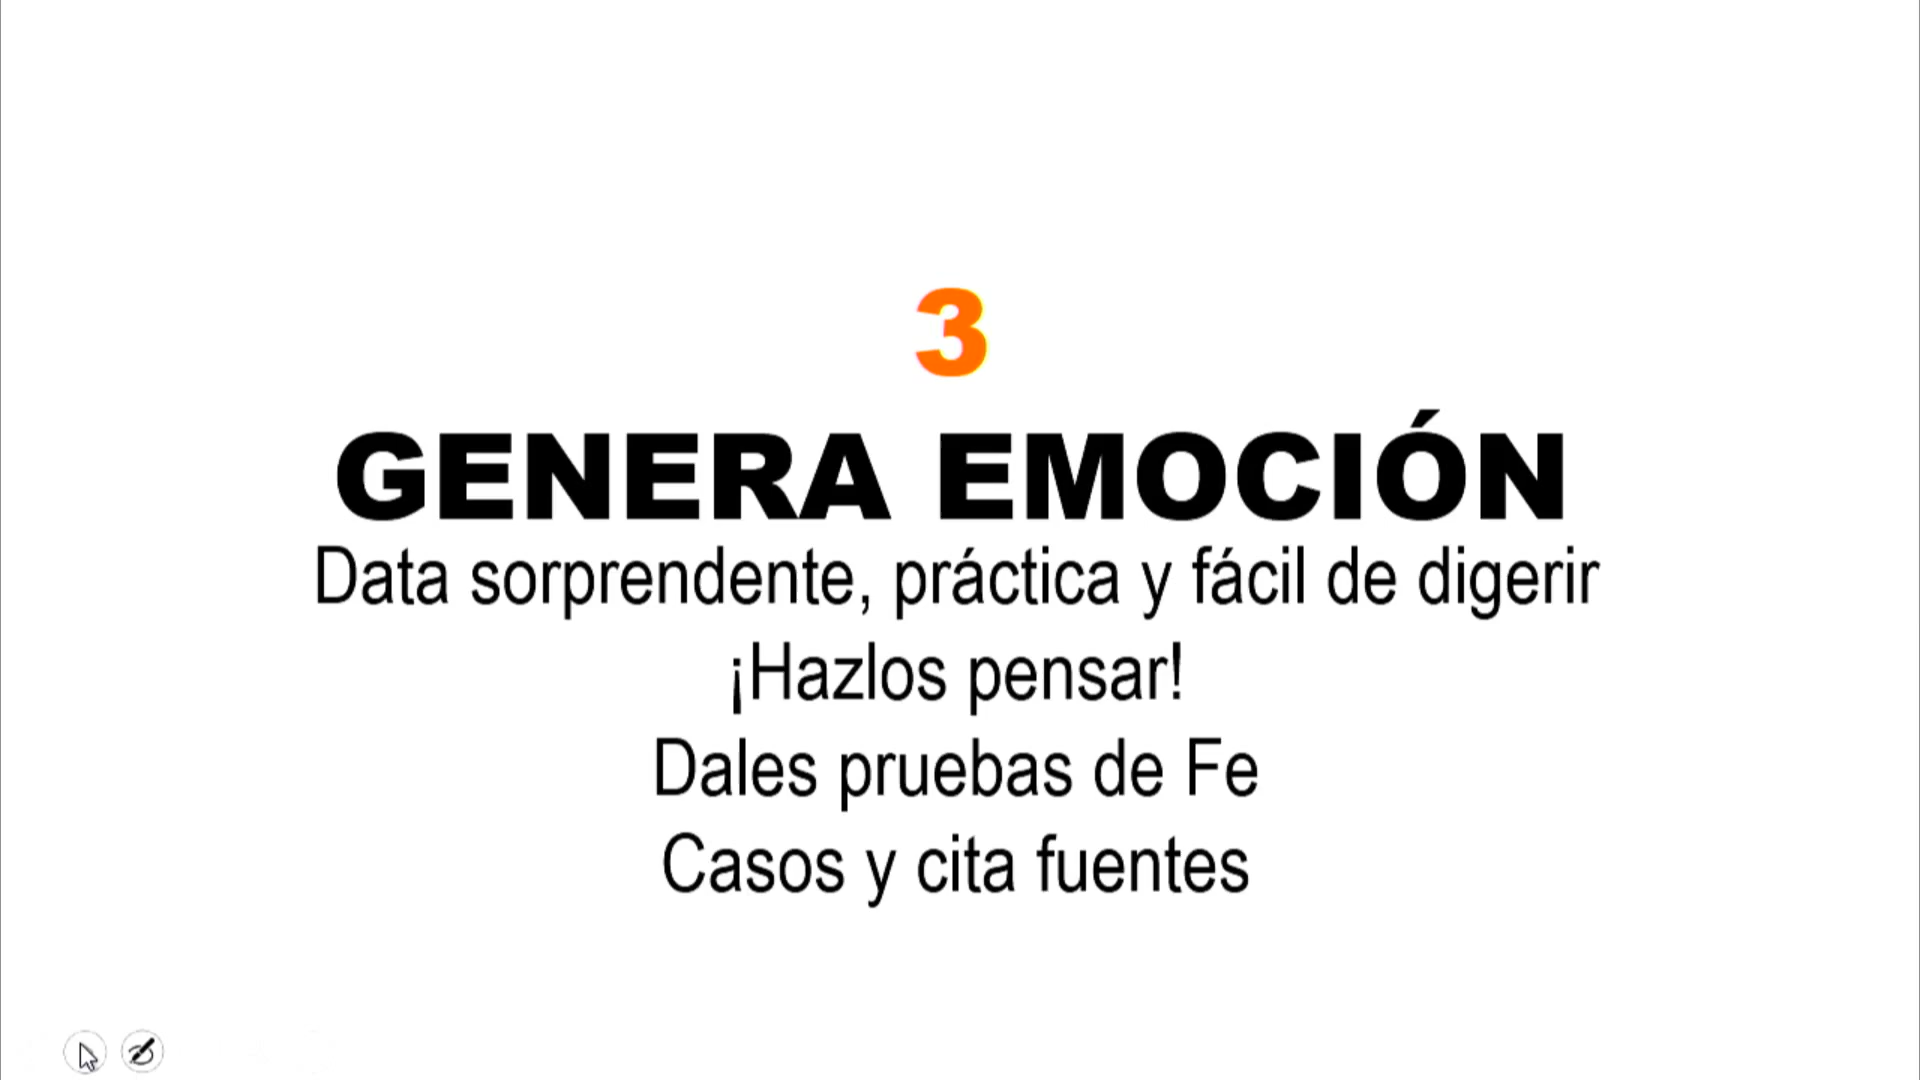 3
GENERA EMOCIÓN
Data sorprendente, práctica y fácil de digerir
¡Hazlos pensar!
Dales pruebas de Fe
Casos y cita fuentes